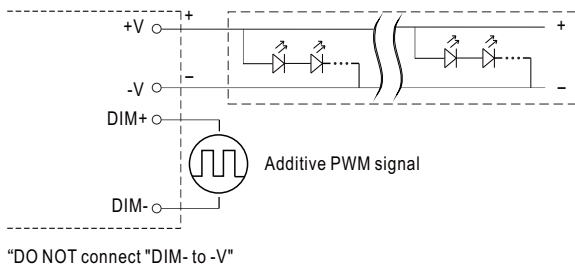 +V
+
+
-V
–
–
DIM+
Additive PWM signal
DIM-
“DO NOT connect "DIM- to -V"